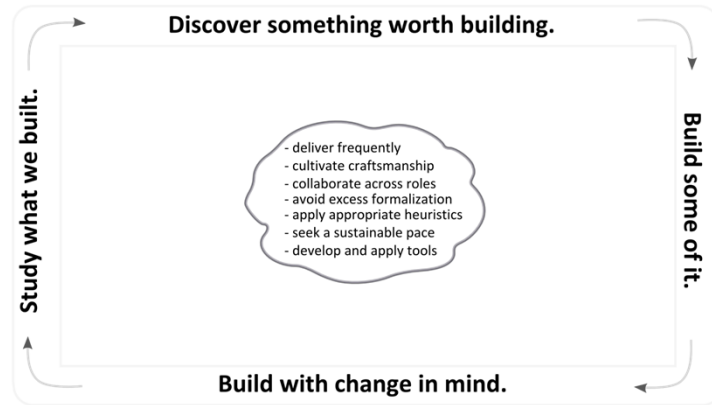 Discover something worth building.
Build some of it.
Build with change in mind.
Study what we built.
- deliver frequently
- cultivate craftsmanship
- collaborate across roles
- avoid excess formalization
- apply appropriate heuristics
- seek a sustainable pace
- develop and apply tools